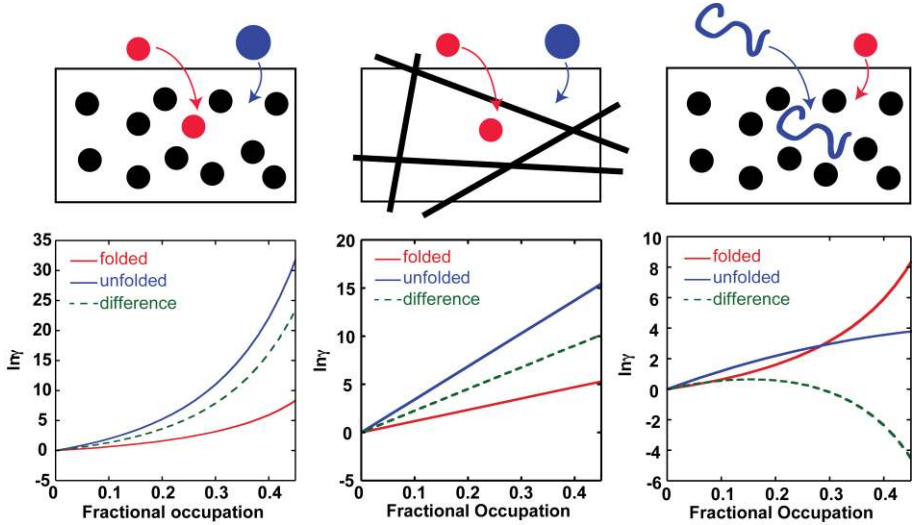 35
30
25
20
15
10
5
0
-5
lnγ
folded
unfolded
difference
0 0.1 0.2 0.3 0.4
Fractional occupation
20
15
10
5
0
-5
lnγ
folded
unfolded
difference
0 0.1 0.2 0.3 0.4
Fractional Occupation
10
8
6
4
2
0
-2
-4
-6
lnγ
folded
unfolded
difference
0 0.1 0.2 0.3 0.4
Fractional Occupation